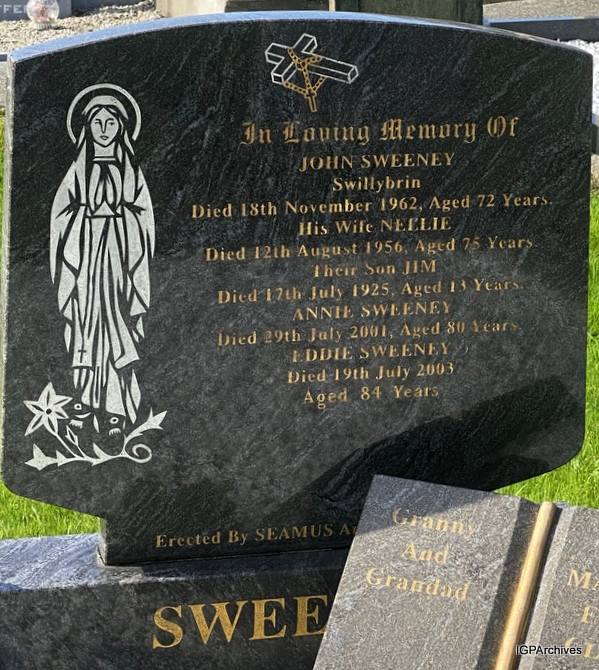 In Loving Memory Of
JOHN SWEENEY
Swillybrin
Died 18th November 1962, Aged 72 Years.
His Wife NELLIE
Died 12th August 1956, Aged 75 Years.
Their Son JIM
Died 17th July 1925, Aged 13 Years.
ANNIE SWEENEY
Died 29th July 2001, Aged 80 Years.
EDDIE SWEENEY
Died 19th July 2003
Aged 84 Years
Erected By SEAMUS
SWEE
Granny
And
Grandad
IGPArchives